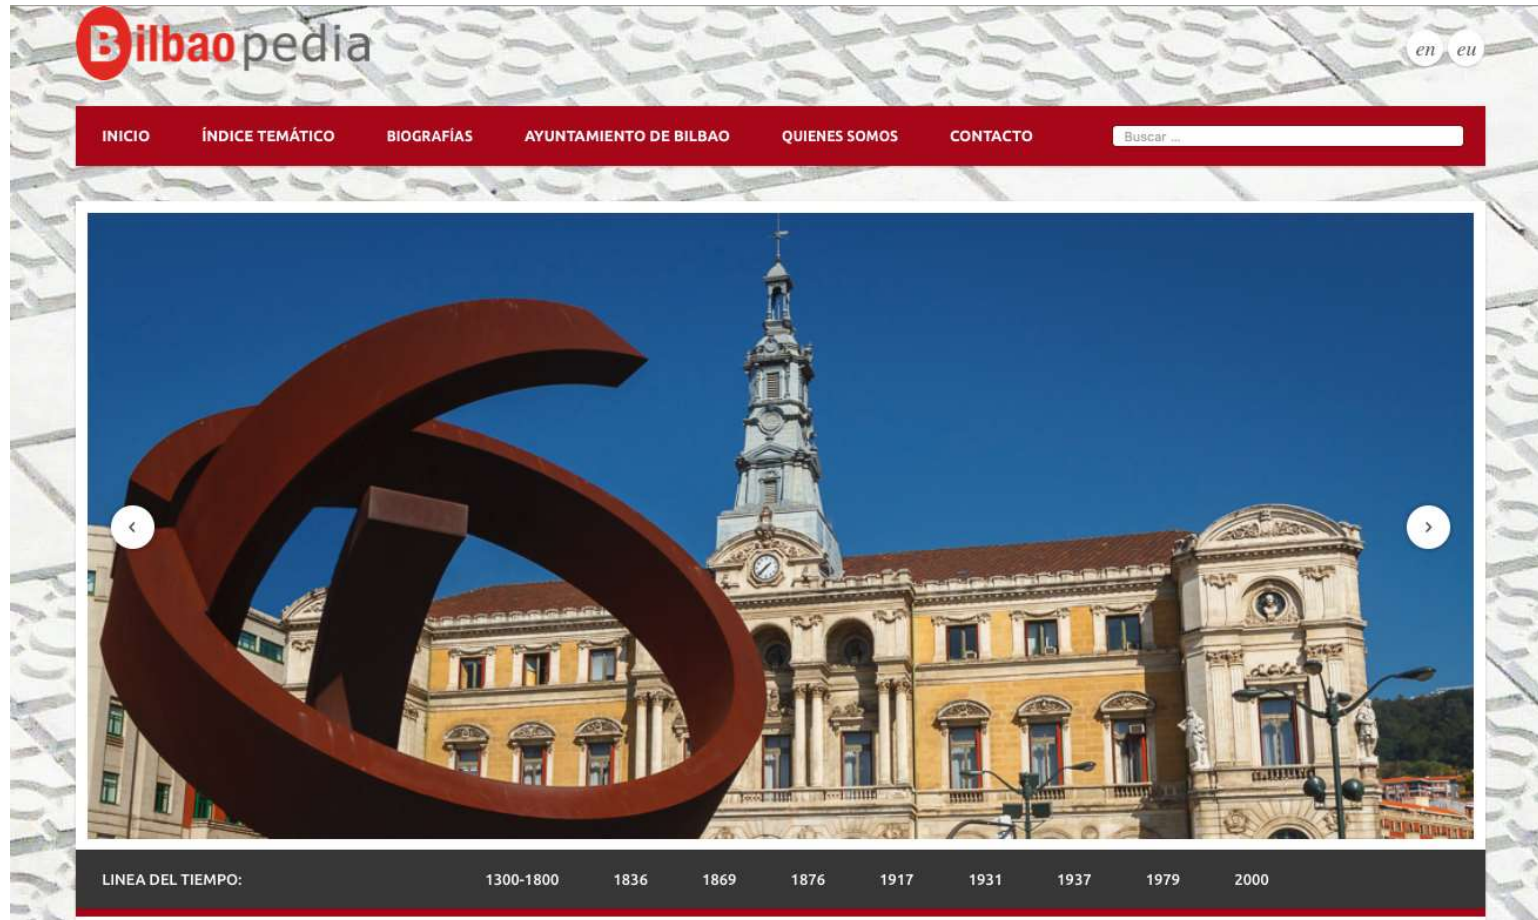 Bilbaopedia
en eu
INICIO ÍNDICE TEMÁTICO BIOGRAFÍAS AYUNTAMIENTO DE BILBAO QUIENES SOMOS CONTACTO Buscar ...
LINEA DEL TIEMPO: 1300-1800 1836 1869 1876 1917 1931 1937 1979 2000